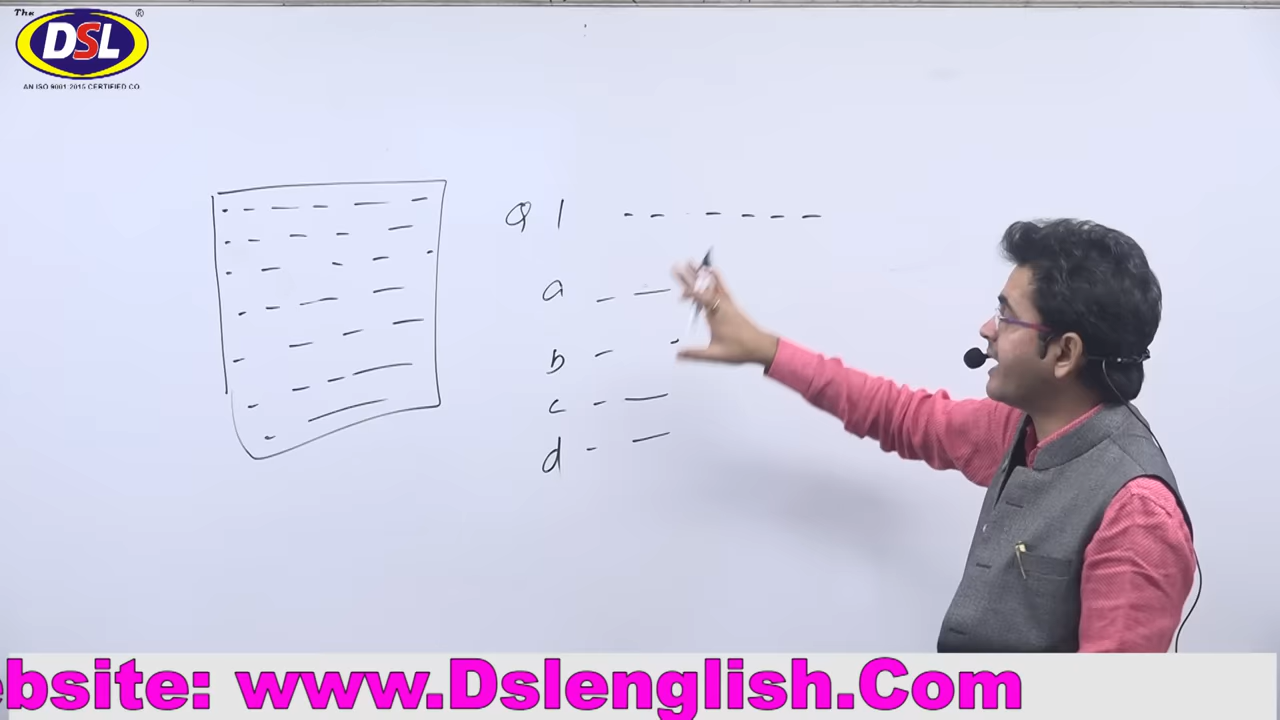 The
®
DSL
AN ISO 9001:2015 CERTIFIED CO.
Q 1
a
b
c
d
ebsite: www.Dslenglish.Com